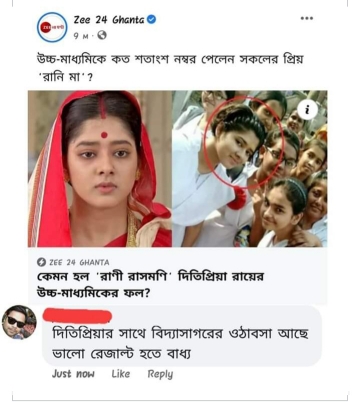 Zee 24 Ghanta
9 м
উচ্চ-মাধ্যমিকে কত শতাংশ নম্বর পেলেন সকলের প্রিয়
'রানি মা'?
ZEE 24 GHANTA
কেমন হল 'রাণী রাসমণি' দিতিপ্রিয়া রায়ের
উচ্চ-মাধ্যমিকের ফল?
দিতিপ্রিয়ার সাথে বিদ্যাসাগরের ওঠাবসা আছে
ভালো রেজাল্ট হতে বাধ্য
Just now Like Reply